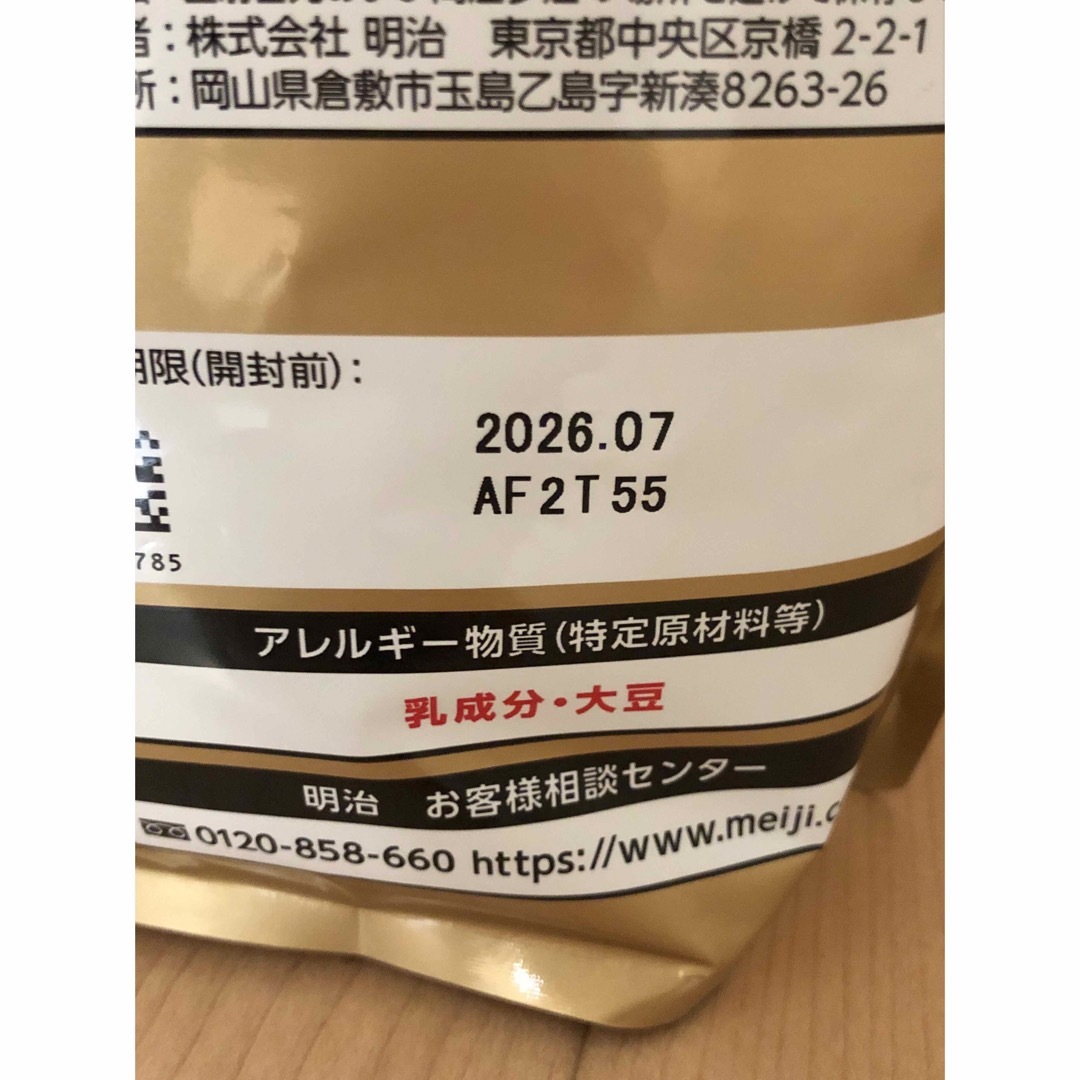 者：株式会社 明治　東京都中央区京橋 2-2-1
所：岡山県倉敷市玉島乙島字新湊8263-26
期限(開封前)：
2026.07
AF2T55
785
アレルギー物質(特定原材料等)
乳成分・大豆
明治　お客様相談センター
0120-858-660 https://www.meiji.c